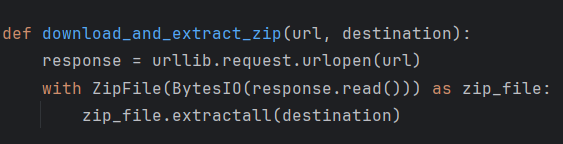 def download_and_extract_zip(url, destination):
    response = urllib.request.urlopen(url)
    with ZipFile(BytesIO(response.read())) as zip_file:
        zip_file.extractall(destination)